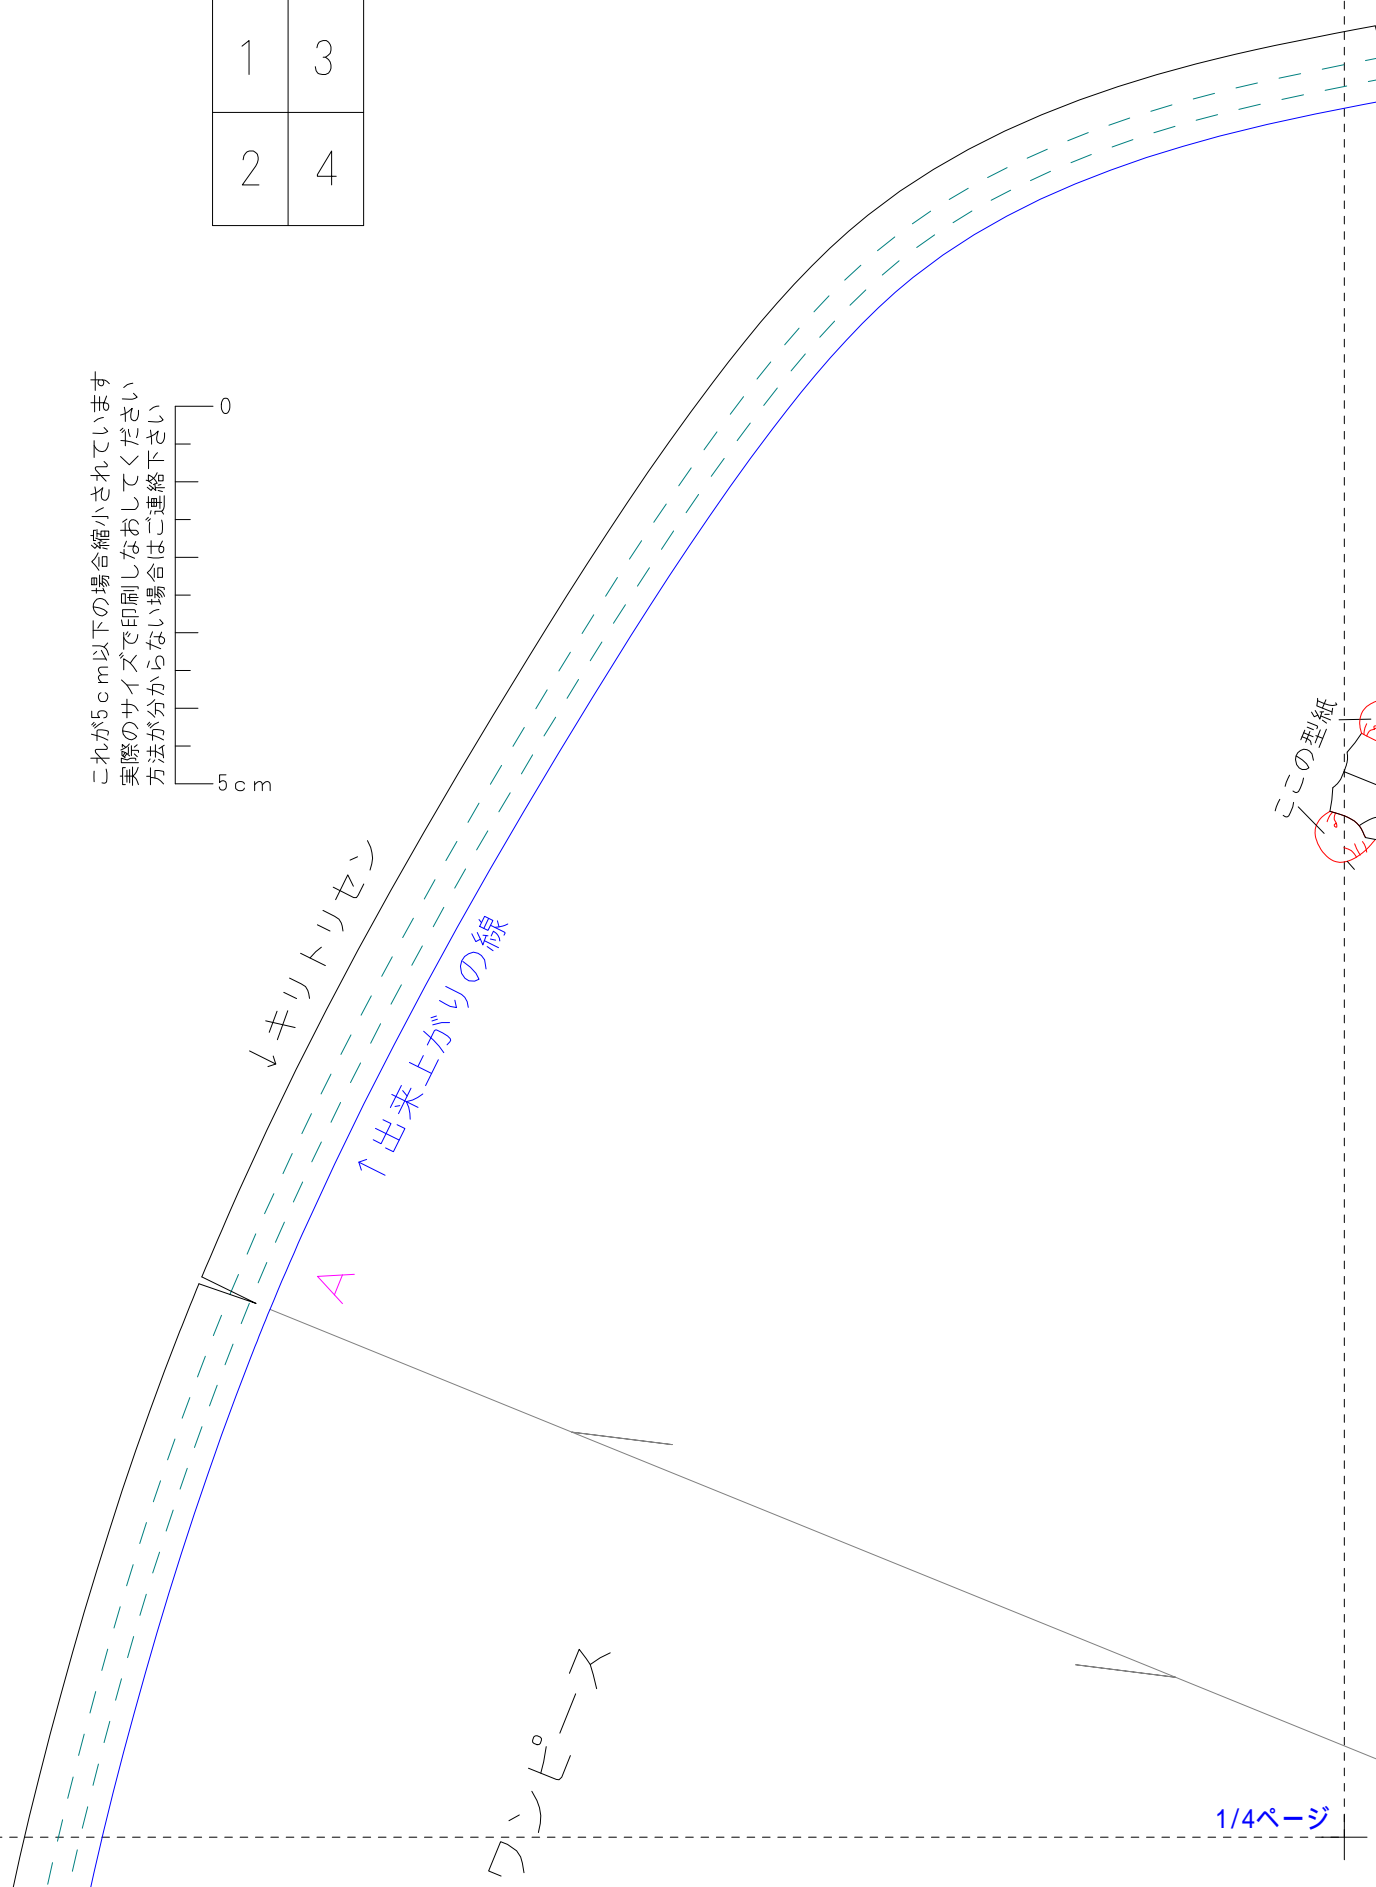 1 3
2 4
これが5cm以下の場合縮小されています
実際のサイズで印刷しなおしてください
方法が分からない場合はご連絡下さい
0
5cm
ここの型紙
↓キリトリセン
↑出来上がりの線
A
ワンピース
1/4ページ